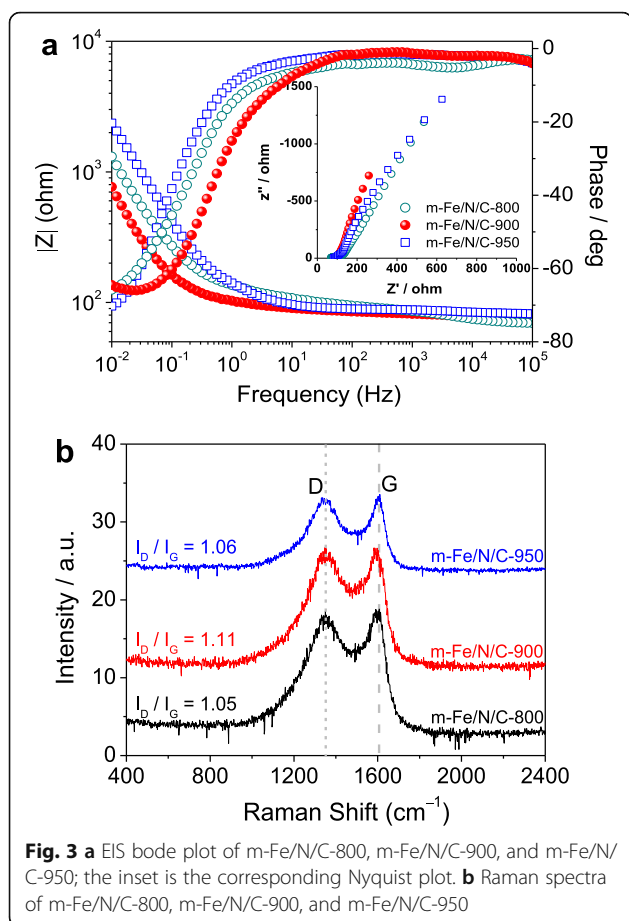 a
10⁴
10³
10²
|Z| (ohm)
0
-20
-40
-60
-80
Phase / deg
10⁻² 10⁻¹ 10⁰ 10¹ 10² 10³ 10⁴ 10⁵
Frequency (Hz)
-1500
-1000
-500
0
z'' / ohm
0 200 400 600 800 1000
Z' / ohm
m-Fe/N/C-800
m-Fe/N/C-900
m-Fe/N/C-950
b
40
30
20
10
0
Intensity / a.u.
D G
I_D / I_G = 1.06 m-Fe/N/C-950
I_D / I_G = 1.11 m-Fe/N/C-900
I_D / I_G = 1.05 m-Fe/N/C-800
400 800 1200 1600 2000 2400
Raman Shift (cm⁻¹)
Fig. 3 a EIS bode plot of m-Fe/N/C-800, m-Fe/N/C-900, and m-Fe/N/
C-950; the inset is the corresponding Nyquist plot. b Raman spectra
of m-Fe/N/C-800, m-Fe/N/C-900, and m-Fe/N/C-950